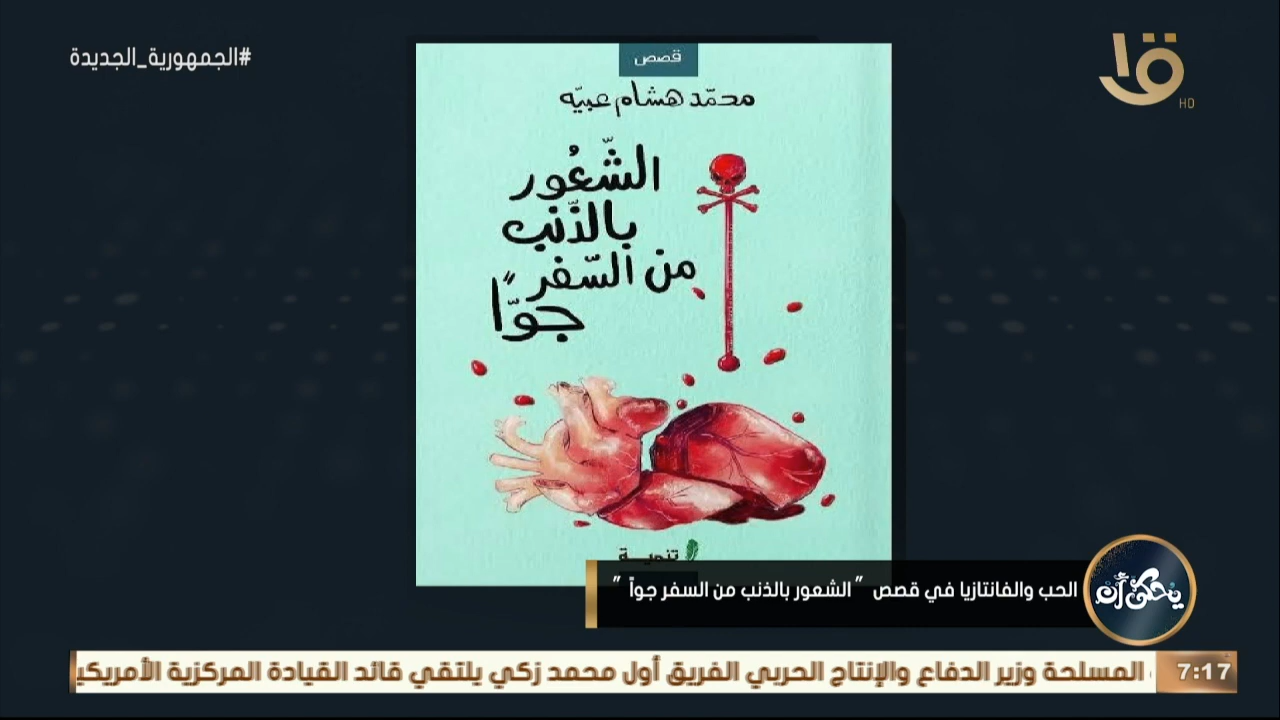 #الجمهورية_الجديدة
HD
قصص
محمّد هشام عبيّه
الشّعُور
بالذّنب
من السّفر
جوّاً
تنمية
الحب والفانتازيا في قصص "الشعور بالذنب من السفر جواً "
يُحكى أن
المسلحة وزير الدفاع والإنتاج الحربي الفريق أول محمد زكي يلتقي قائد القيادة المركزية الأمريكي
7:17